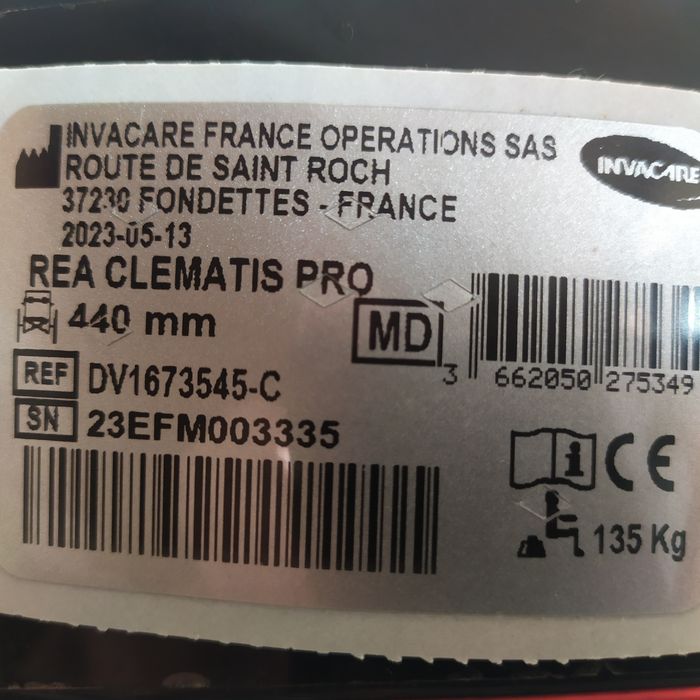 INVACARE FRANCE OPERATIONS SAS
ROUTE DE SAINT ROCH
37230 FONDETTES - FRANCE
2023-05-13
INVACARE
REA CLEMATIS PRO
440 mm
MD
3 662050 275349
REF DV1673545-C
SN 23EFM003335
i CE
135 Kg